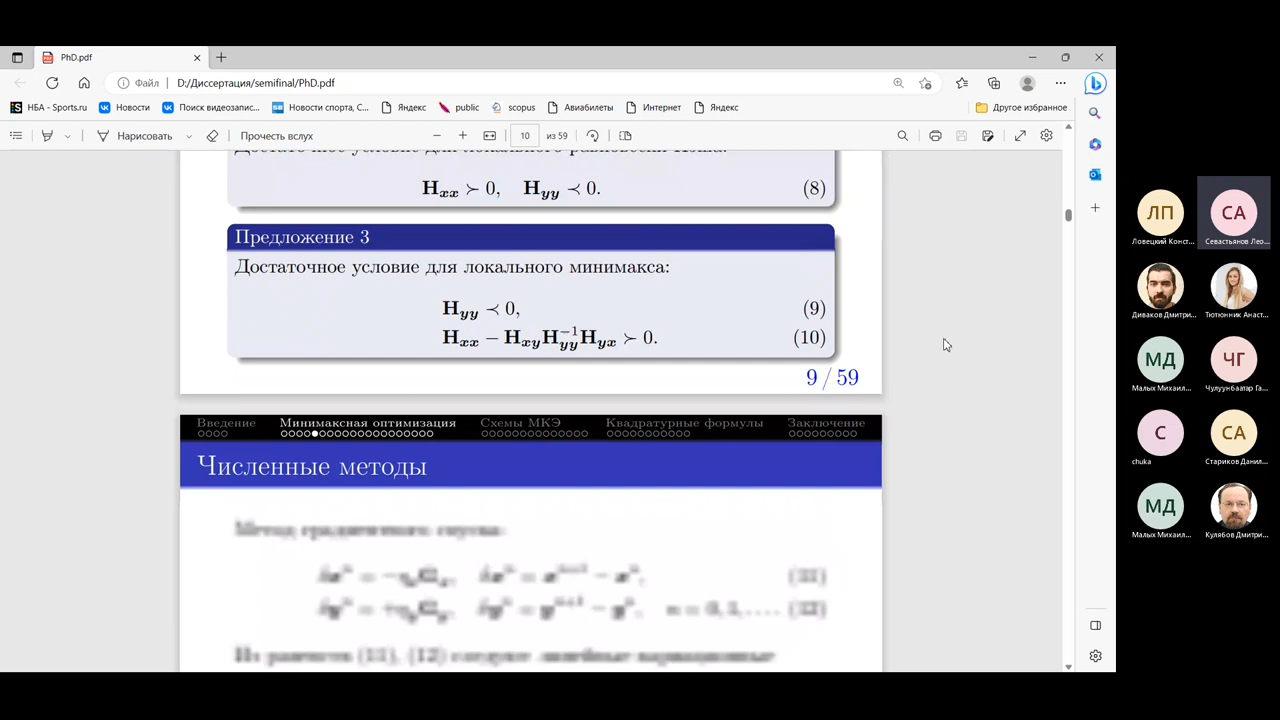 PhD.pdf
Файл D:/Диссертация/semifinal/PhD.pdf
НБА - Sports.ru Новости Поиск видеозапис... Новости спорта, С... Яндекс public scopus Авиабилеты Интернет Яндекс Другое избранное
Нарисовать Прочесть вслух 10 из 59
H_xx ≻ 0, H_yy ≺ 0. (8)
Предложение 3
Достаточное условие для локального минимакса:
H_yy ≺ 0, (9)
H_xx − H_xy H_yy^{−1} H_yx ≻ 0. (10)
9 / 59
Введение Минимаксная оптимизация Схемы МКЭ Квадратурные формулы Заключение
Численные методы
ЛП СА
Ловецкий Конст... Севастьянов Лео...
Диваков Дмитри... Тютюнник Анаст...
МД ЧГ
Малых Михаил... Чулуунбаатар Га...
C СА
chuka Стариков Данил...
МД
Малых Михаил... Кулябов Дмитри...